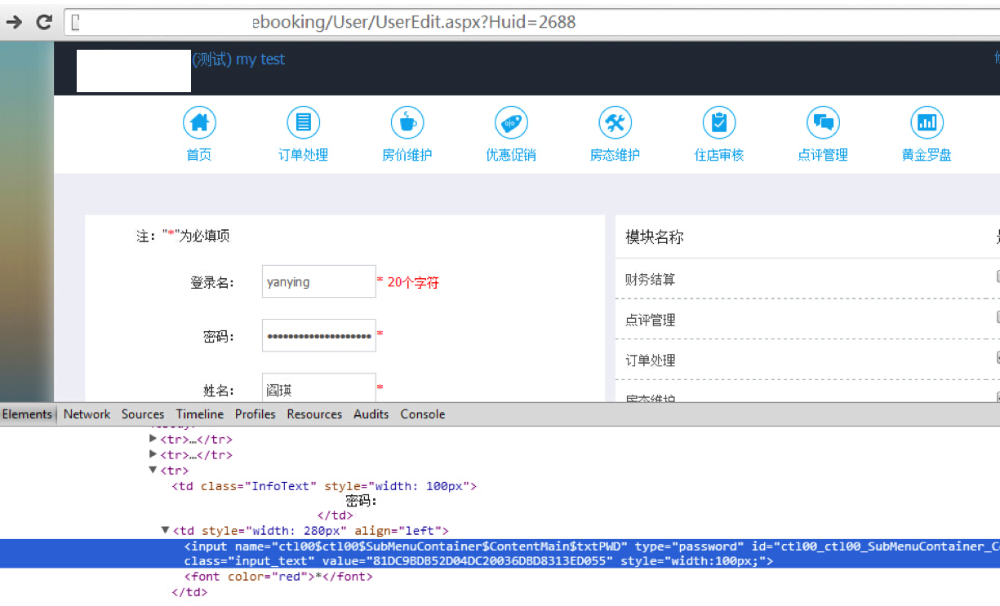 ebooking/User/UserEdit.aspx?Huid=2688
(测试) my test
首页 订单处理 房价维护 优惠促销 房态维护 住店审核 点评管理 黄金罗盘
注："*"为必填项
登录名： yanying * 20个字符
密码： •••••••••••••••••••• *
姓名： 阎瑛 *
模块名称
财务结算
点评管理
订单处理
房态维护
Elements Network Sources Timeline Profiles Resources Audits Console
▶<tr>…</tr>
▶<tr>…</tr>
▼<tr>
<td class="InfoText" style="width: 100px">
密码：
</td>
▼<td style="width: 280px" align="left">
<input name="ctl00$ctl00$SubMenuContainer$ContentMain$txtPWD" type="password" id="ctl00_ctl00_SubMenuContainer_C
class="input_text" value="81DC9BDB52D04DC20036DBD8313ED055" style="width:100px;">
<font color="red">*</font>
</td>